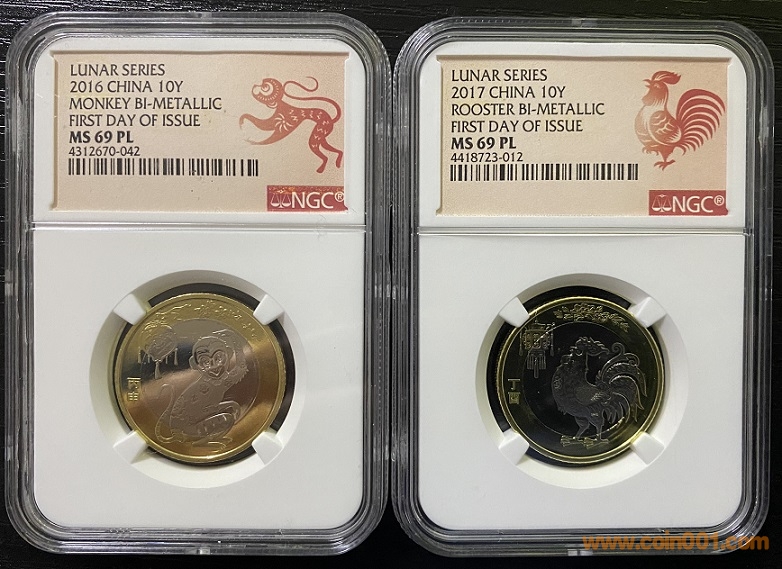 LUNAR SERIES
2016 CHINA 10Y
MONKEY BI-METALLIC
FIRST DAY OF ISSUE
MS 69 PL
4312670-042
NGC®
LUNAR SERIES
2017 CHINA 10Y
ROOSTER BI-METALLIC
FIRST DAY OF ISSUE
MS 69 PL
4418723-012
NGC®
丙申
丁酉
www.coin001.com